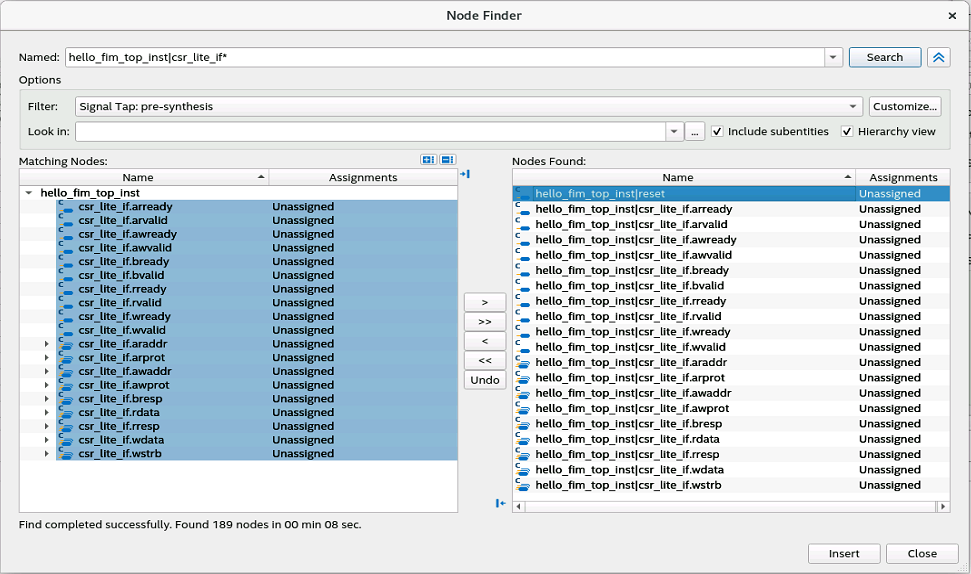 Node Finder
Named: hello_fim_top_inst|csr_lite_if* Search
Options
Filter: Signal Tap: pre-synthesis Customize...
Look in: ... Include subentities Hierarchy view
Matching Nodes:
Name Assignments
hello_fim_top_inst
csr_lite_if.arready Unassigned
csr_lite_if.arvalid Unassigned
csr_lite_if.awready Unassigned
csr_lite_if.awvalid Unassigned
csr_lite_if.bready Unassigned
csr_lite_if.bvalid Unassigned
csr_lite_if.rready Unassigned
csr_lite_if.rvalid Unassigned
csr_lite_if.wready Unassigned
csr_lite_if.wvalid Unassigned
csr_lite_if.araddr Unassigned
csr_lite_if.arprot Unassigned
csr_lite_if.awaddr Unassigned
csr_lite_if.awprot Unassigned
csr_lite_if.bresp Unassigned
csr_lite_if.rdata Unassigned
csr_lite_if.rresp Unassigned
csr_lite_if.wdata Unassigned
csr_lite_if.wstrb Unassigned
>
>>
<
<<
Undo
Nodes Found:
Name Assignments
hello_fim_top_inst|reset Unassigned
hello_fim_top_inst|csr_lite_if.arready Unassigned
hello_fim_top_inst|csr_lite_if.arvalid Unassigned
hello_fim_top_inst|csr_lite_if.awready Unassigned
hello_fim_top_inst|csr_lite_if.awvalid Unassigned
hello_fim_top_inst|csr_lite_if.bready Unassigned
hello_fim_top_inst|csr_lite_if.bvalid Unassigned
hello_fim_top_inst|csr_lite_if.rready Unassigned
hello_fim_top_inst|csr_lite_if.rvalid Unassigned
hello_fim_top_inst|csr_lite_if.wready Unassigned
hello_fim_top_inst|csr_lite_if.wvalid Unassigned
hello_fim_top_inst|csr_lite_if.araddr Unassigned
hello_fim_top_inst|csr_lite_if.arprot Unassigned
hello_fim_top_inst|csr_lite_if.awaddr Unassigned
hello_fim_top_inst|csr_lite_if.awprot Unassigned
hello_fim_top_inst|csr_lite_if.bresp Unassigned
hello_fim_top_inst|csr_lite_if.rdata Unassigned
hello_fim_top_inst|csr_lite_if.rresp Unassigned
hello_fim_top_inst|csr_lite_if.wdata Unassigned
hello_fim_top_inst|csr_lite_if.wstrb Unassigned
Find completed successfully. Found 189 nodes in 00 min 08 sec.
Insert Close